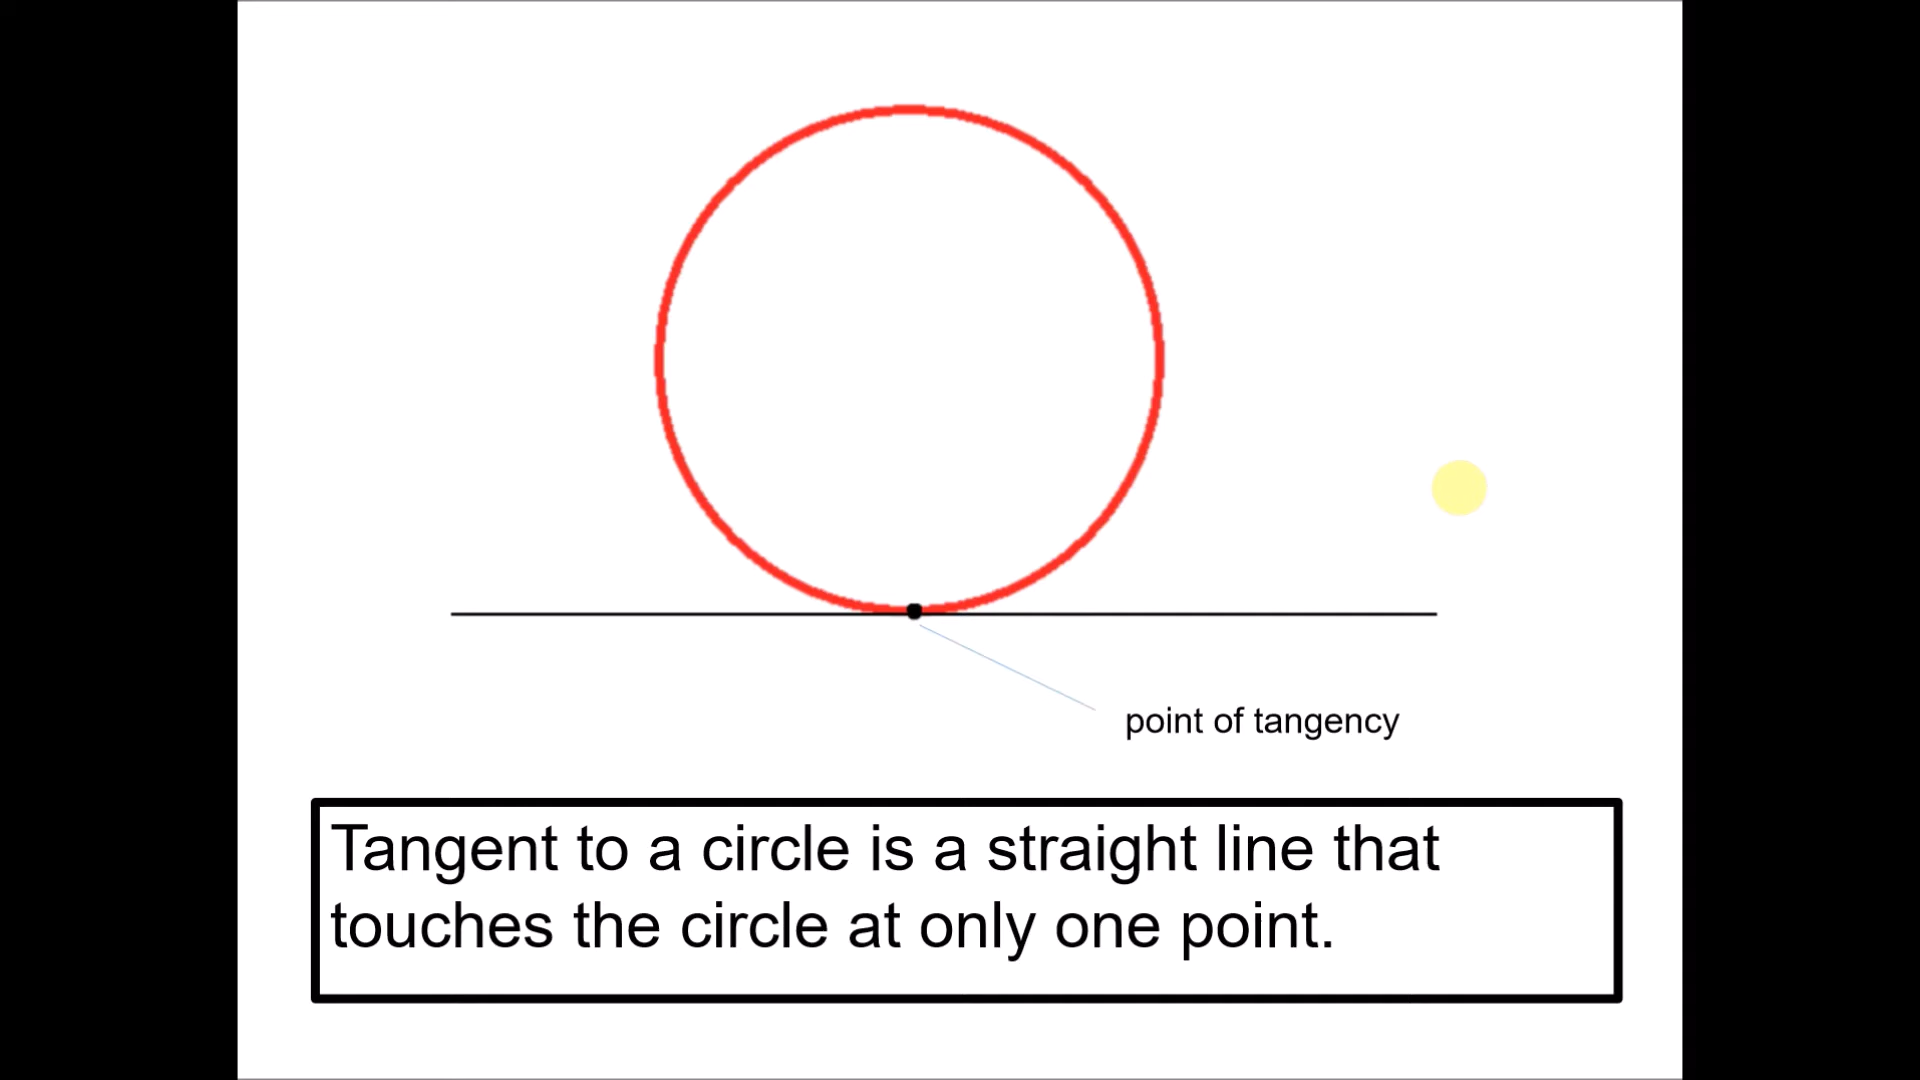 point of tangency
Tangent to a circle is a straight line that
touches the circle at only one point.